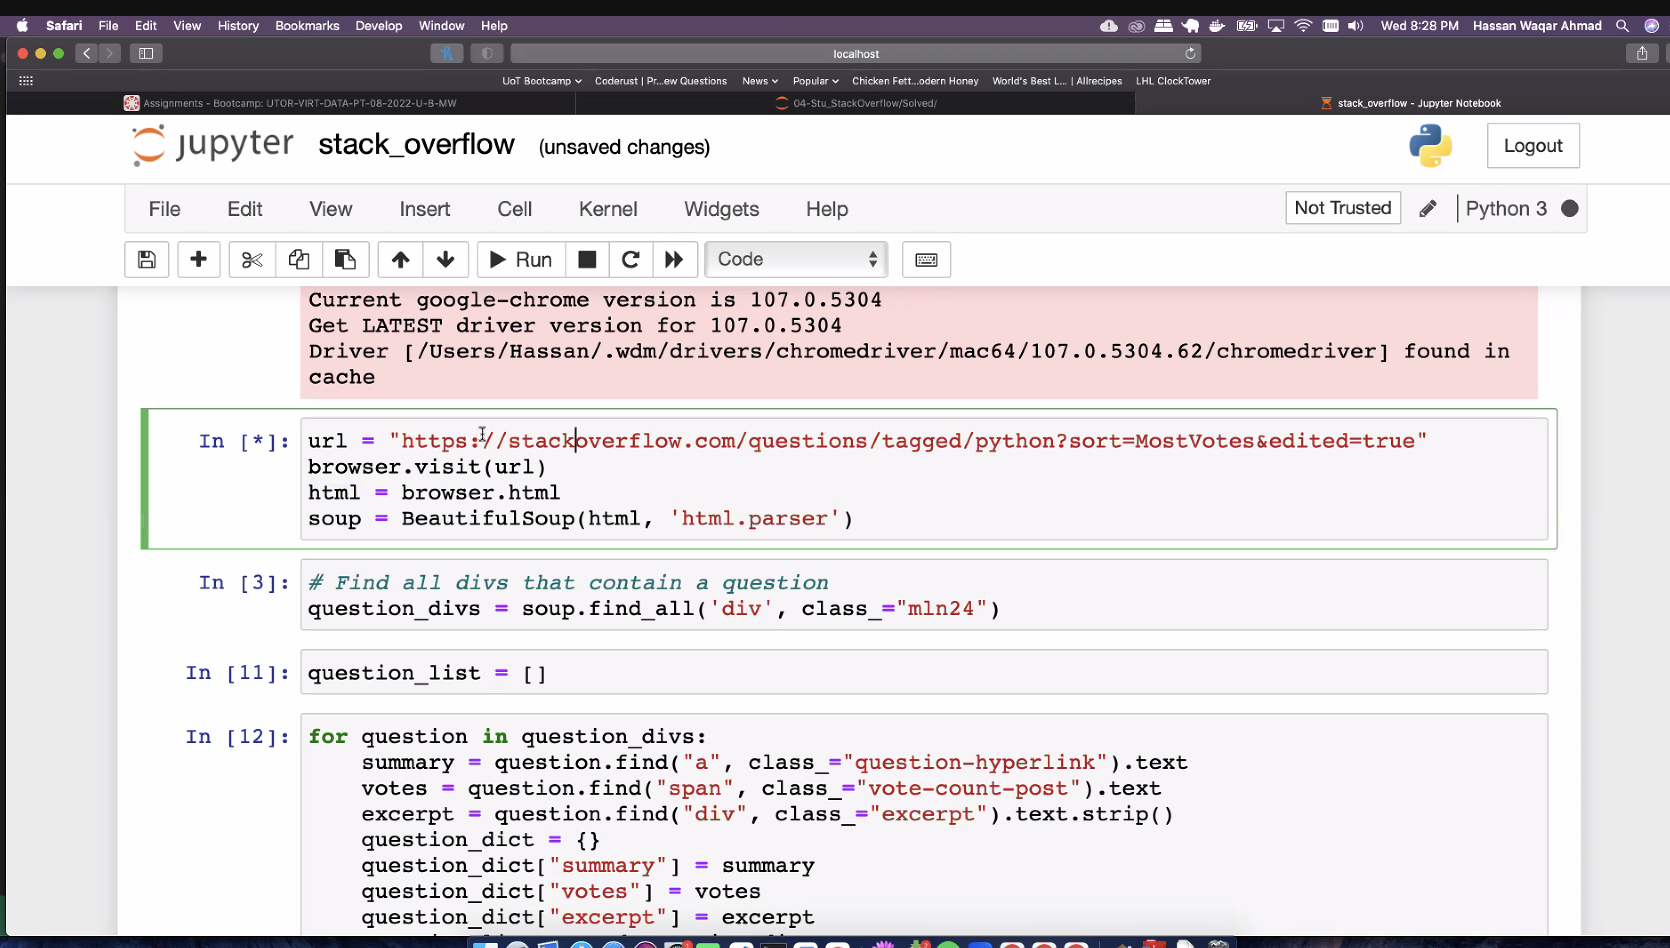 Safari File Edit View History Bookmarks Develop Window Help Wed 8:28 PM Hassan Waqar Ahmad
localhost
UoT Bootcamp Coderust | Pr...ew Questions News Popular Chicken Fett...odern Honey World's Best L... | Allrecipes LHL ClockTower
Assignments - Bootcamp: UTOR-VIRT-DATA-PT-08-2022-U-B-MW 04-Stu_StackOverflow/Solved/ stack_overflow - Jupyter Notebook
jupyter stack_overflow (unsaved changes) Logout
File Edit View Insert Cell Kernel Widgets Help Not Trusted Python 3
Run Code
Current google-chrome version is 107.0.5304
Get LATEST driver version for 107.0.5304
Driver [/Users/Hassan/.wdm/drivers/chromedriver/mac64/107.0.5304.62/chromedriver] found in
cache
In [*]: url = "https://stackoverflow.com/questions/tagged/python?sort=MostVotes&edited=true"
browser.visit(url)
html = browser.html
soup = BeautifulSoup(html, 'html.parser')
In [3]: # Find all divs that contain a question
question_divs = soup.find_all('div', class_="mln24")
In [11]: question_list = []
In [12]: for question in question_divs:
summary = question.find("a", class_="question-hyperlink").text
votes = question.find("span", class_="vote-count-post").text
excerpt = question.find("div", class_="excerpt").text.strip()
question_dict = {}
question_dict["summary"] = summary
question_dict["votes"] = votes
question_dict["excerpt"] = excerpt